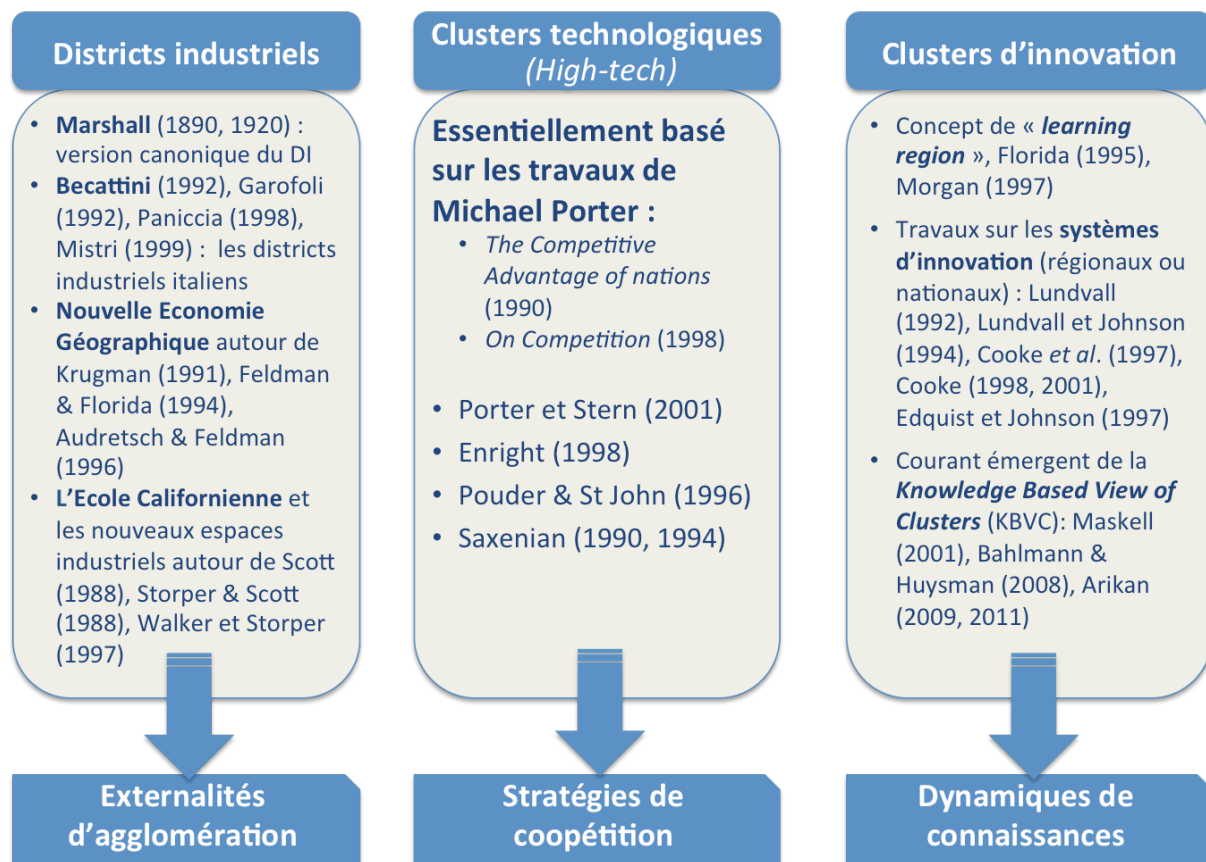 Districts industriels
• Marshall (1890, 1920) :
version canonique du DI
• Becattini (1992), Garofoli
(1992), Paniccia (1998),
Mistri (1999) : les districts
industriels italiens
• Nouvelle Economie
Géographique autour de
Krugman (1991), Feldman
& Florida (1994),
Audretsch & Feldman
(1996)
• L’Ecole Californienne et
les nouveaux espaces
industriels autour de Scott
(1988), Storper & Scott
(1988), Walker et Storper
(1997)
Externalités
d’agglomération
Clusters technologiques
(High-tech)
Essentiellement basé
sur les travaux de
Michael Porter :
• The Competitive
Advantage of nations
(1990)
• On Competition (1998)
• Porter et Stern (2001)
• Enright (1998)
• Pouder & St John (1996)
• Saxenian (1990, 1994)
Stratégies de
coopétition
Clusters d’innovation
• Concept de « learning
region », Florida (1995),
Morgan (1997)
• Travaux sur les systèmes
d’innovation (régionaux ou
nationaux) : Lundvall
(1992), Lundvall et Johnson
(1994), Cooke et al. (1997),
Cooke (1998, 2001),
Edquist et Johnson (1997)
• Courant émergent de la
Knowledge Based View of
Clusters (KBVC): Maskell
(2001), Bahlmann &
Huysman (2008), Arikan
(2009, 2011)
Dynamiques de
connaissances